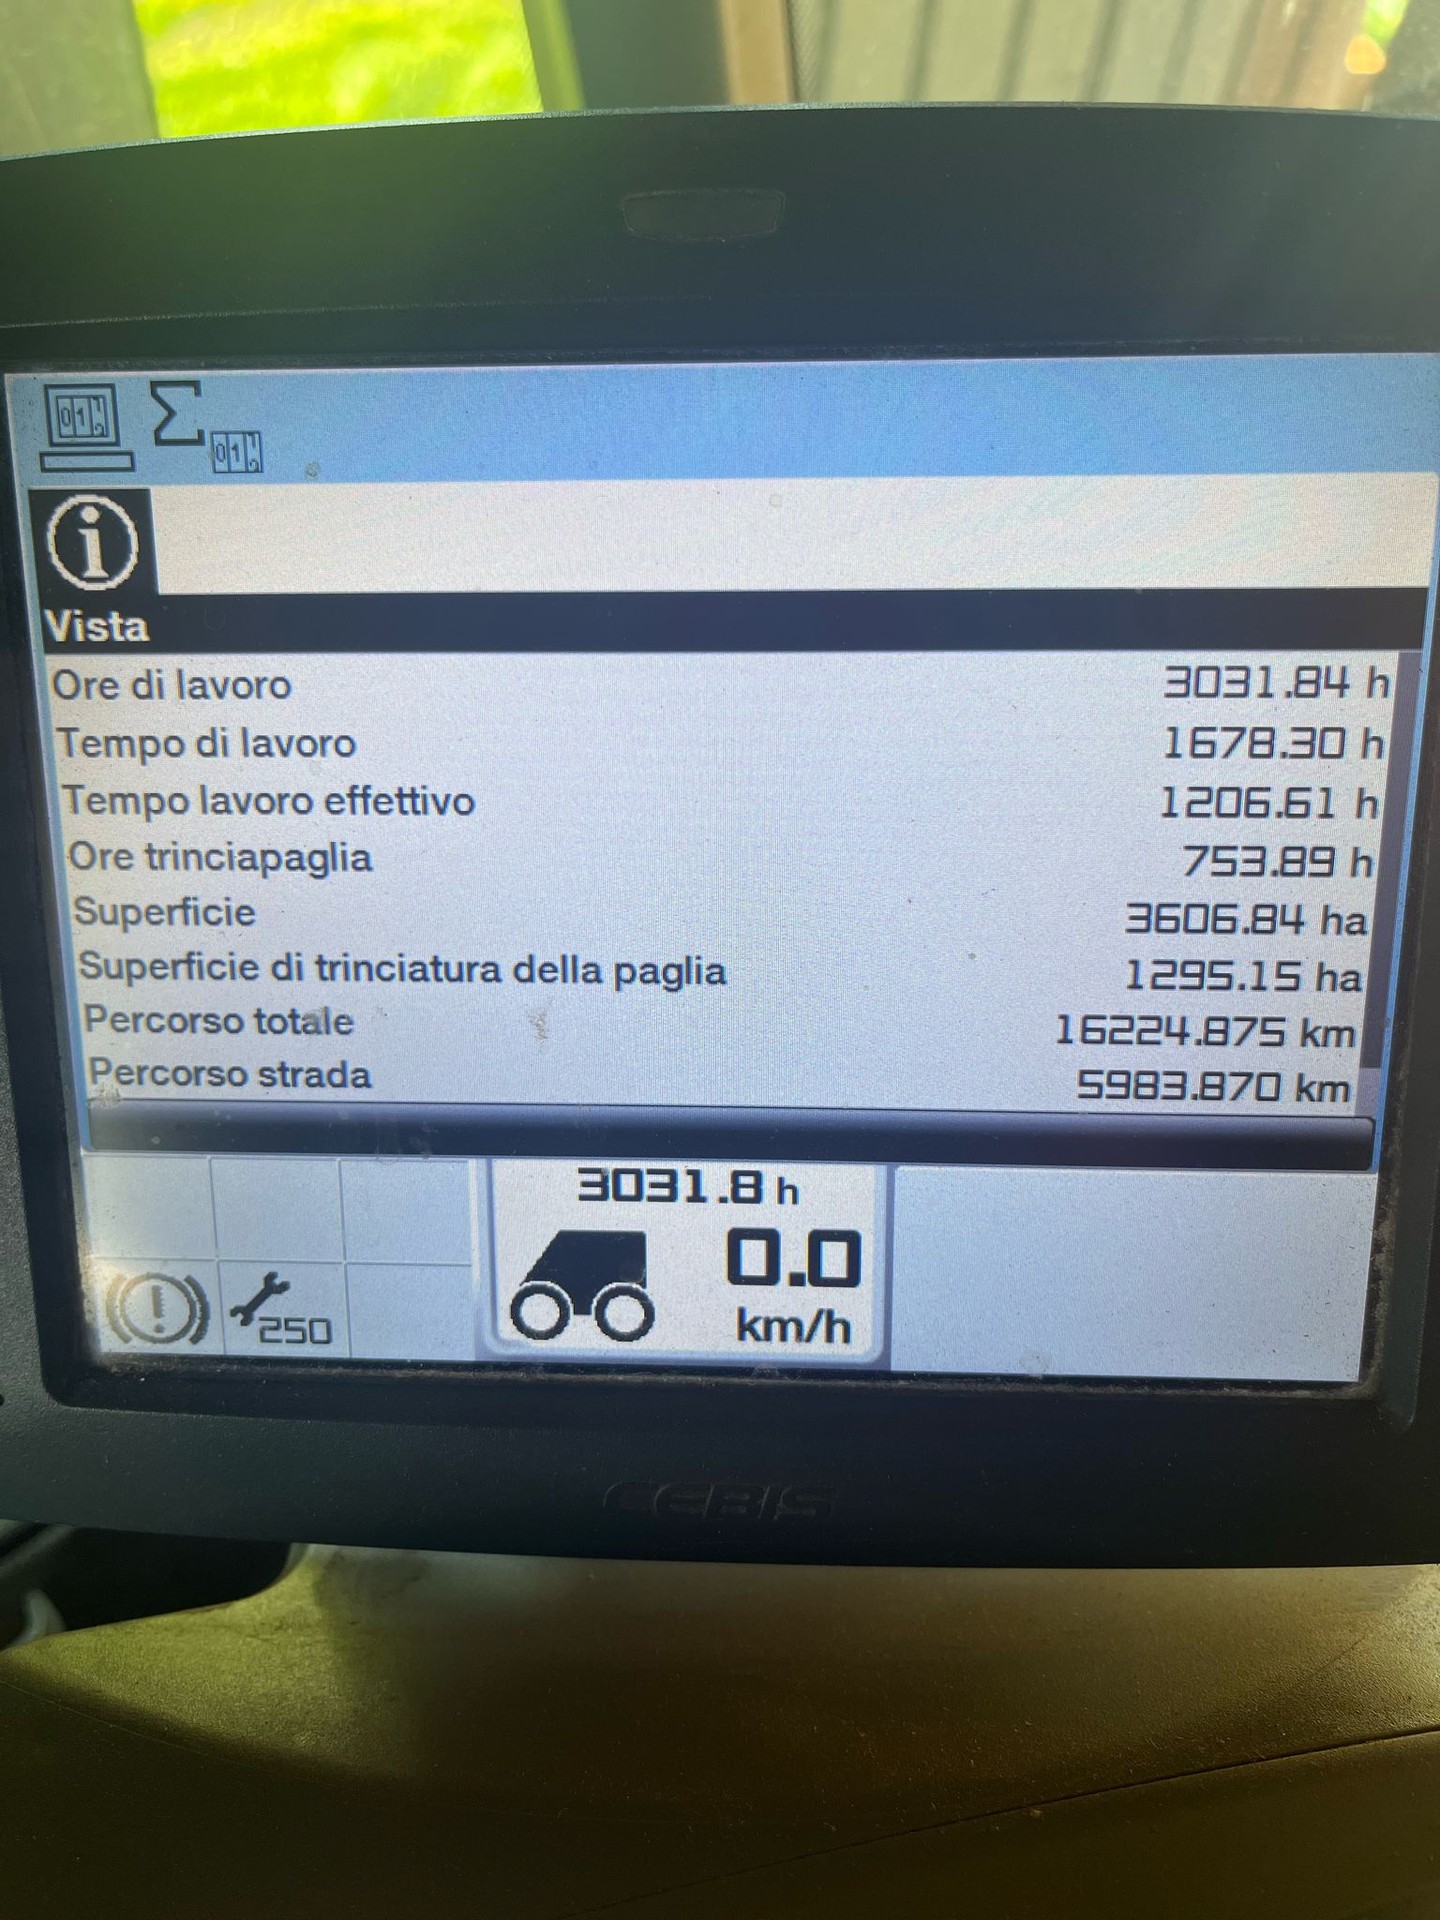 Vista
Ore di lavoro 3031.84 h
Tempo di lavoro 1678.30 h
Tempo lavoro effettivo 1206.61 h
Ore trinciapaglia 753.89 h
Superficie 3606.84 ha
Superficie di trinciatura della paglia 1295.15 ha
Percorso totale 16224.875 km
Percorso strada 5983.870 km
3031.8 h
0.0
km/h
250
CEBIS